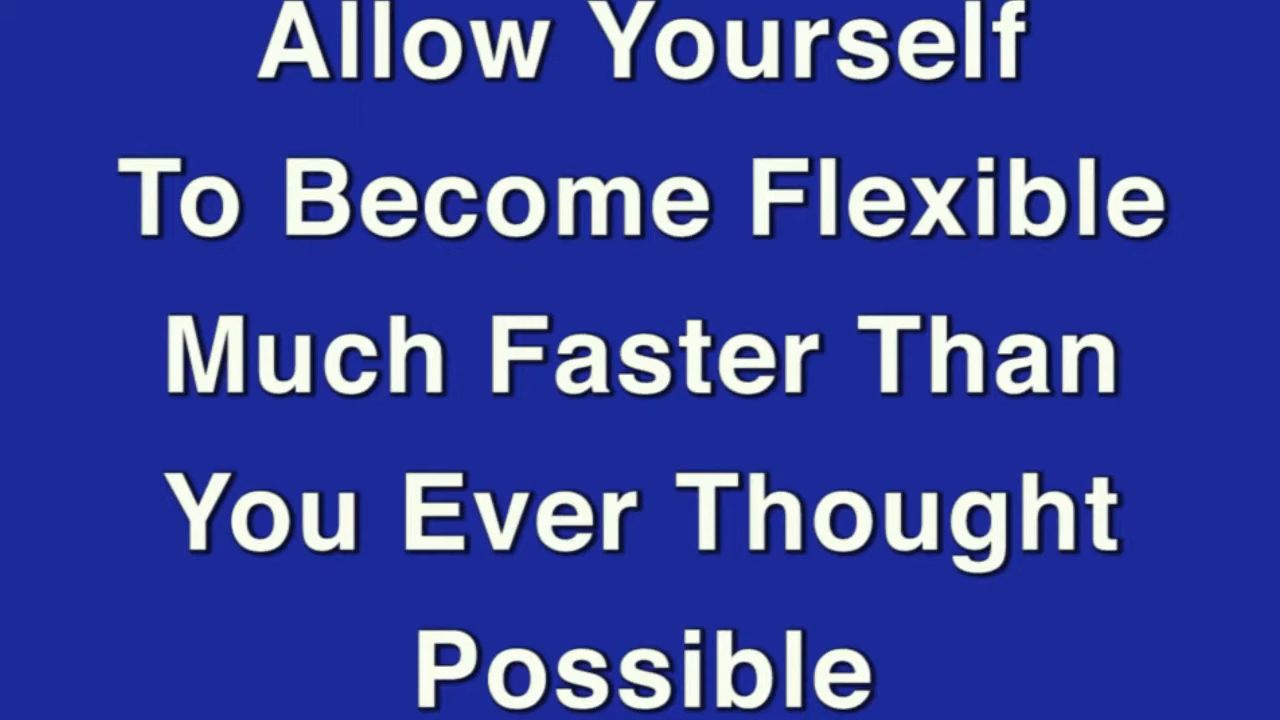 Allow Yourself
To Become Flexible
Much Faster Than
You Ever Thought
Possible